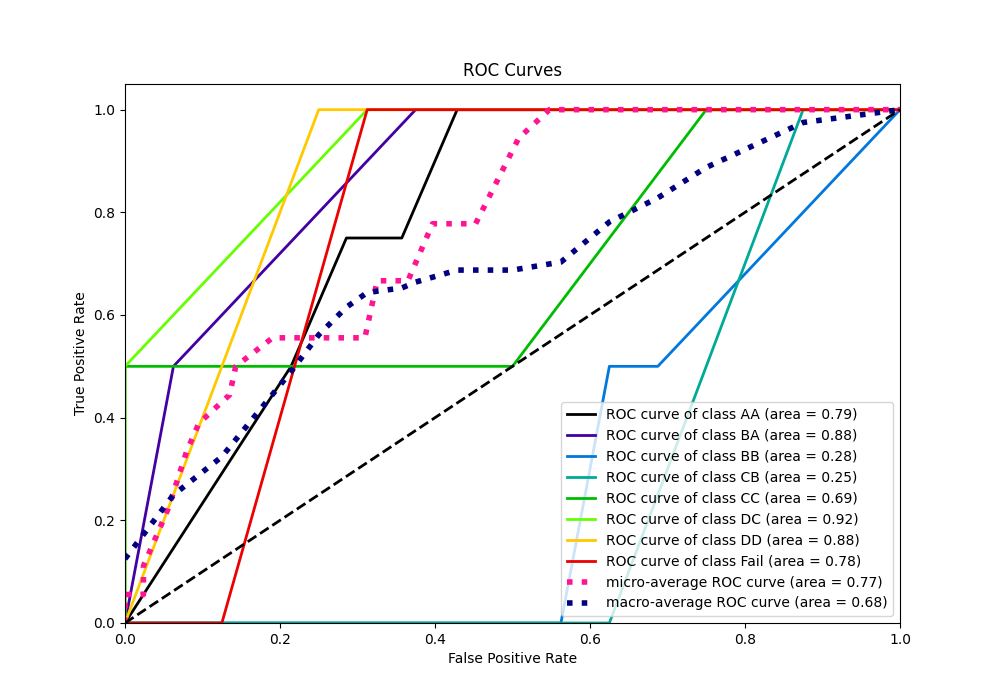 ROC Curves
True Positive Rate
1.0
0.8
0.6
0.4
0.2
0.0
ROC curve of class AA (area = 0.79)
ROC curve of class BA (area = 0.88)
ROC curve of class BB (area = 0.28)
ROC curve of class CB (area = 0.25)
ROC curve of class CC (area = 0.69)
ROC curve of class DC (area = 0.92)
ROC curve of class DD (area = 0.88)
ROC curve of class Fail (area = 0.78)
micro-average ROC curve (area = 0.77)
macro-average ROC curve (area = 0.68)
0.0 0.2 0.4 0.6 0.8 1.0
False Positive Rate